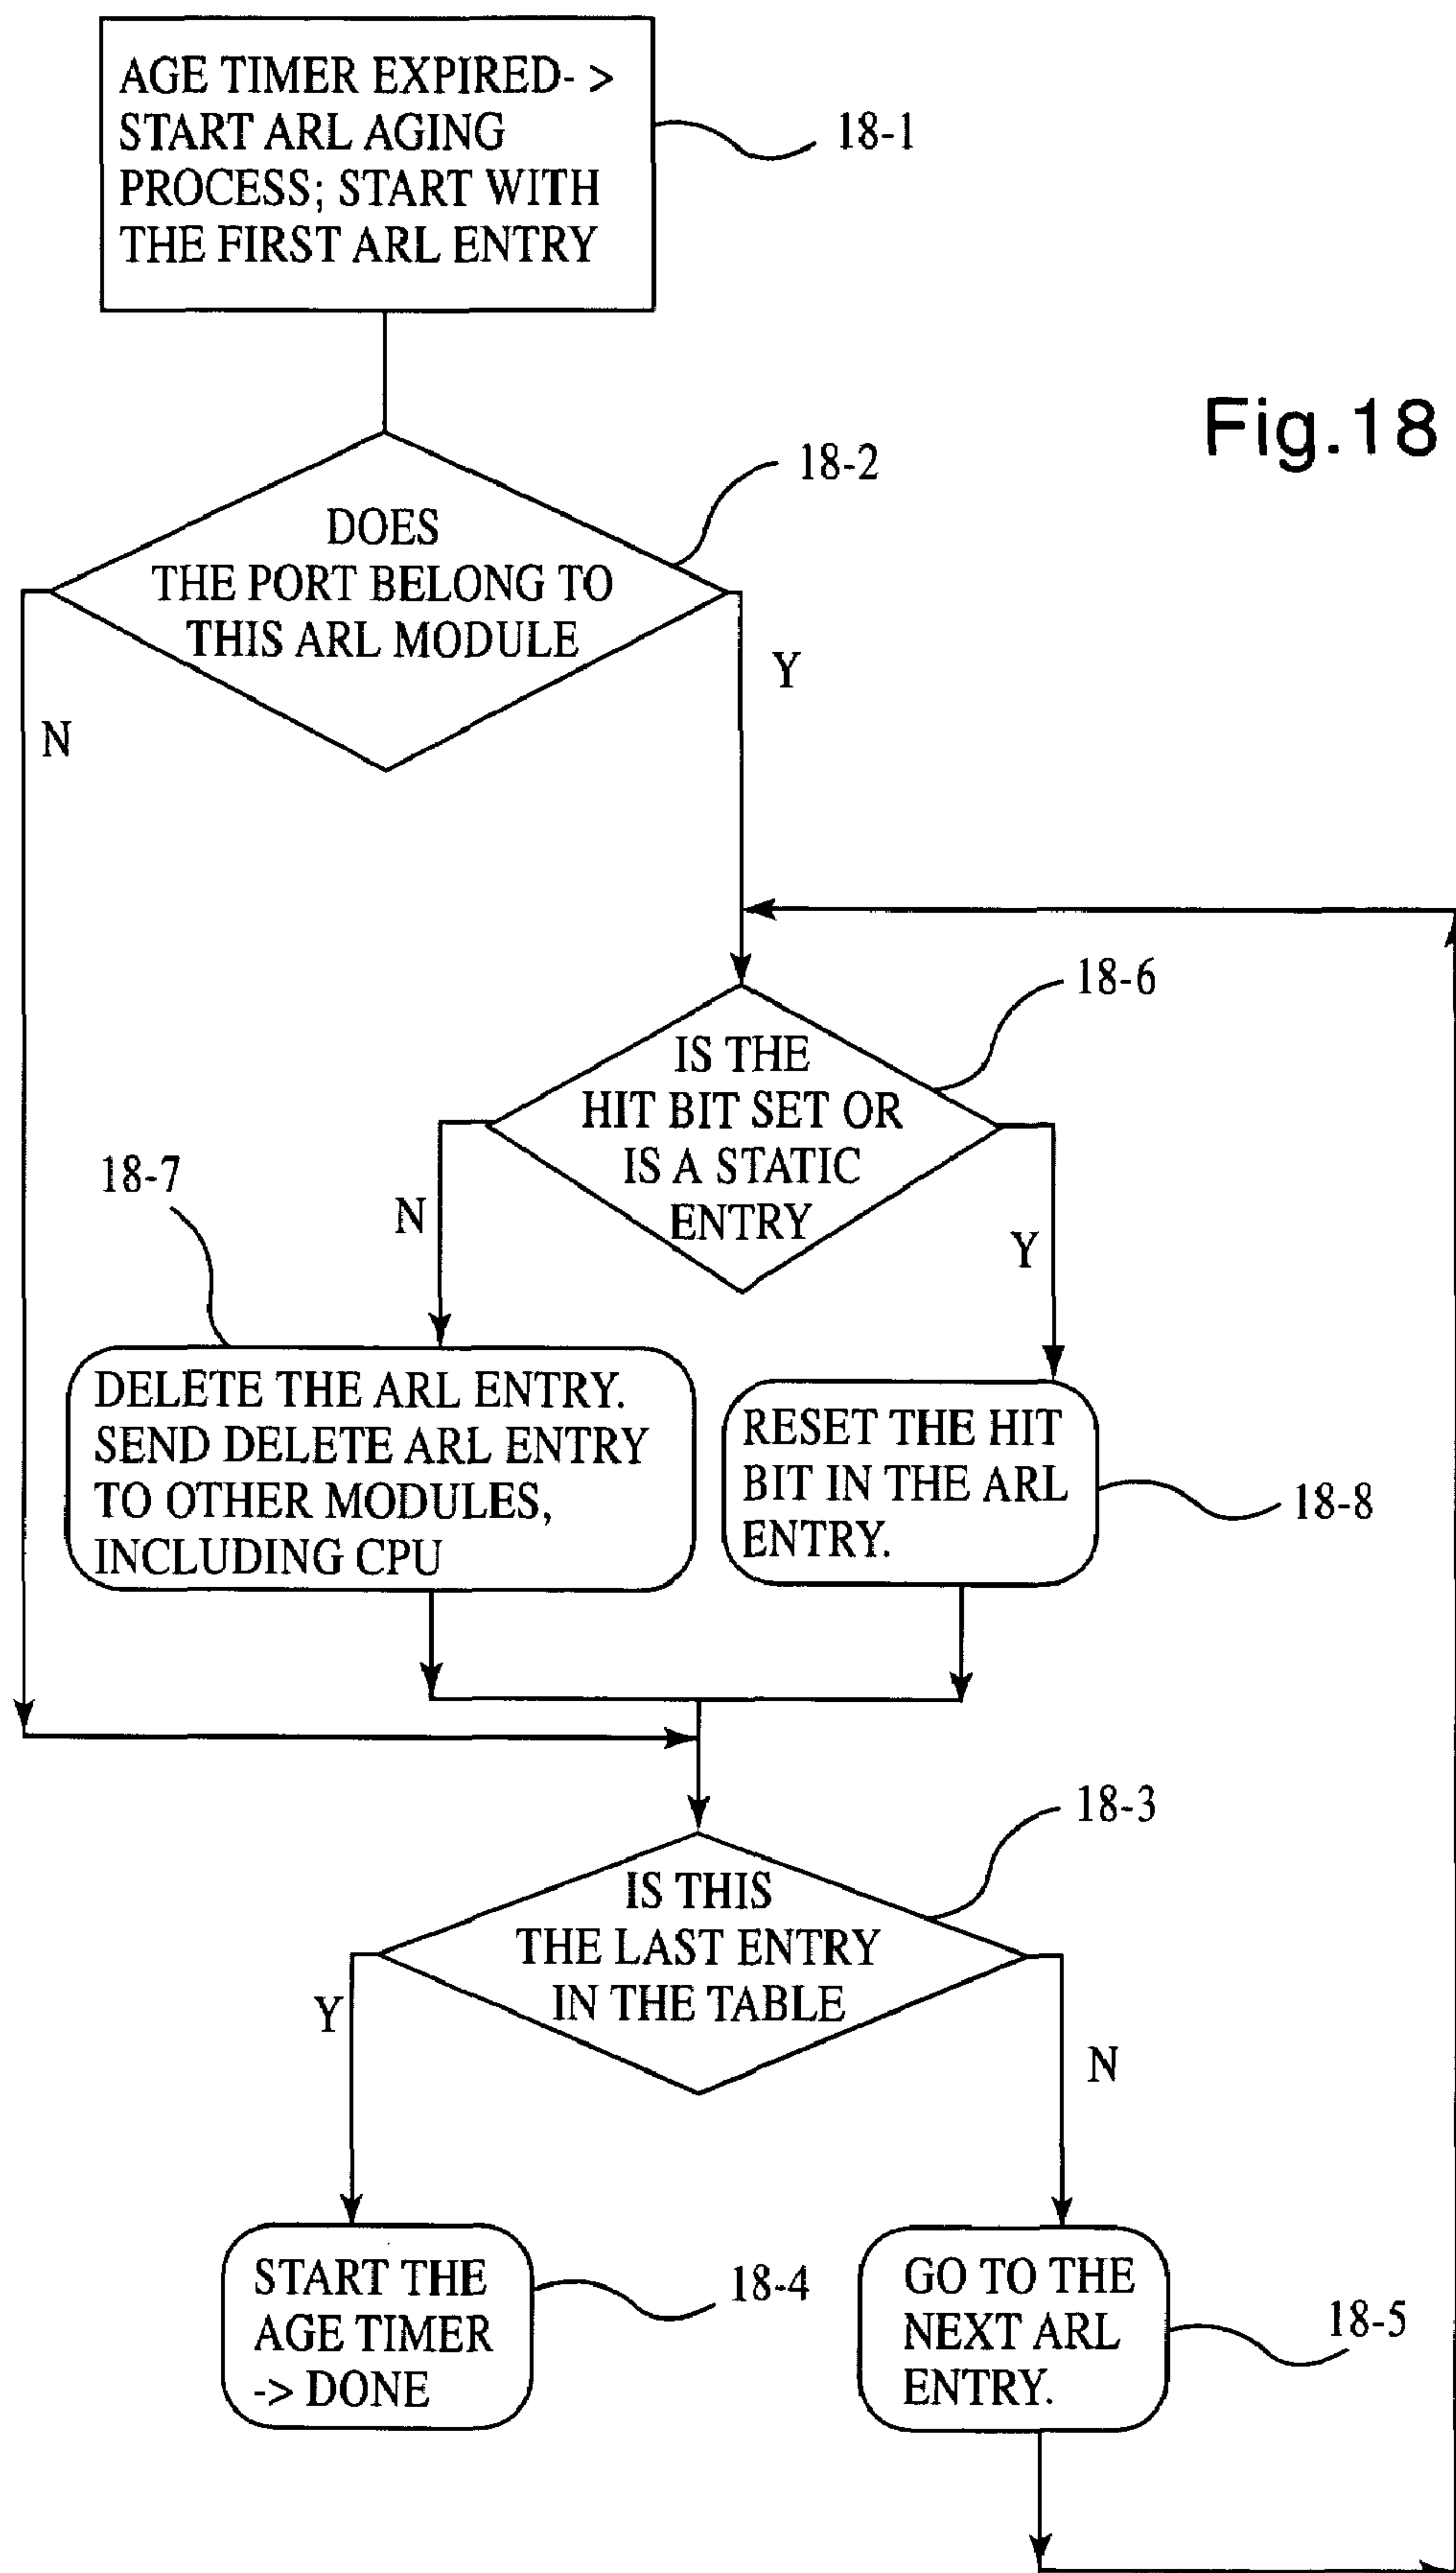 AGE TIMER EXPIRED- >
START ARL AGING
PROCESS; START WITH
THE FIRST ARL ENTRY
18-1
Fig.18
18-2
DOES
THE PORT BELONG TO
THIS ARL MODULE
Y
N
18-6
IS THE
HIT BIT SET OR
IS A STATIC
ENTRY
18-7
N
Y
DELETE THE ARL ENTRY.
SEND DELETE ARL ENTRY
TO OTHER MODULES,
INCLUDING CPU
RESET THE HIT
BIT IN THE ARL
ENTRY.
18-8
18-3
IS THIS
THE LAST ENTRY
IN THE TABLE
Y
N
START THE
AGE TIMER
-> DONE
18-4
GO TO THE
NEXT ARL
ENTRY.
18-5